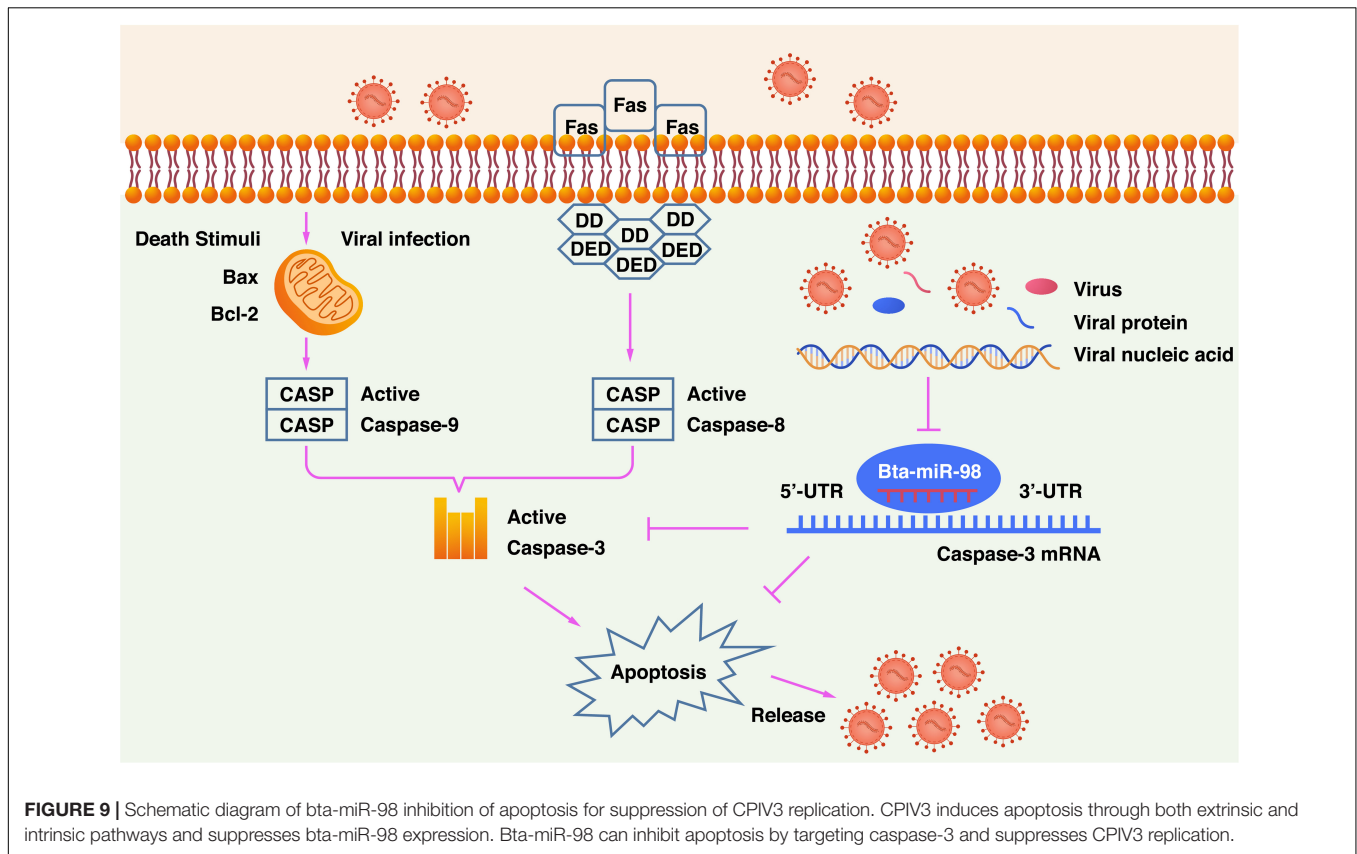 Fas
Fas Fas
DD DD
DD
DED DED
DED
Death Stimuli Viral infection
Bax
Bcl-2
Virus
Viral protein
Viral nucleic acid
CASP Active
CASP Caspase-9
CASP Active
CASP Caspase-8
Bta-miR-98
5’-UTR 3’-UTR
Caspase-3 mRNA
Active
Caspase-3
Apoptosis
Release
FIGURE 9 | Schematic diagram of bta-miR-98 inhibition of apoptosis for suppression of CPIV3 replication. CPIV3 induces apoptosis through both extrinsic and
intrinsic pathways and suppresses bta-miR-98 expression. Bta-miR-98 can inhibit apoptosis by targeting caspase-3 and suppresses CPIV3 replication.